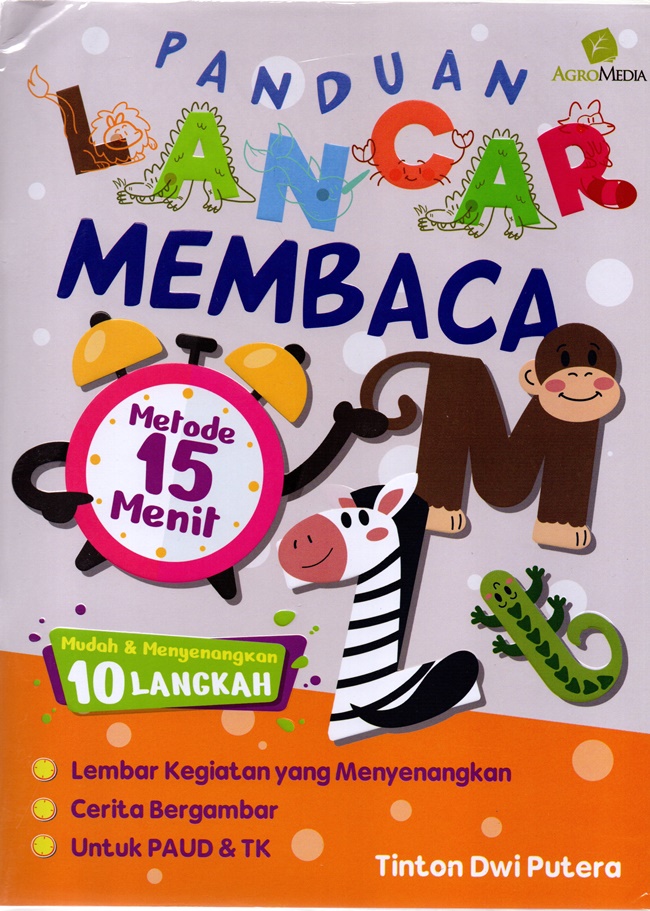 PANDUAN
AGROMEDIA
LANCAR
MEMBACA
Metode
15
Menit
Mudah & Menyenangkan
10 LANGKAH
Lembar Kegiatan yang Menyenangkan
Cerita Bergambar
Untuk PAUD & TK
Tinton Dwi Putera